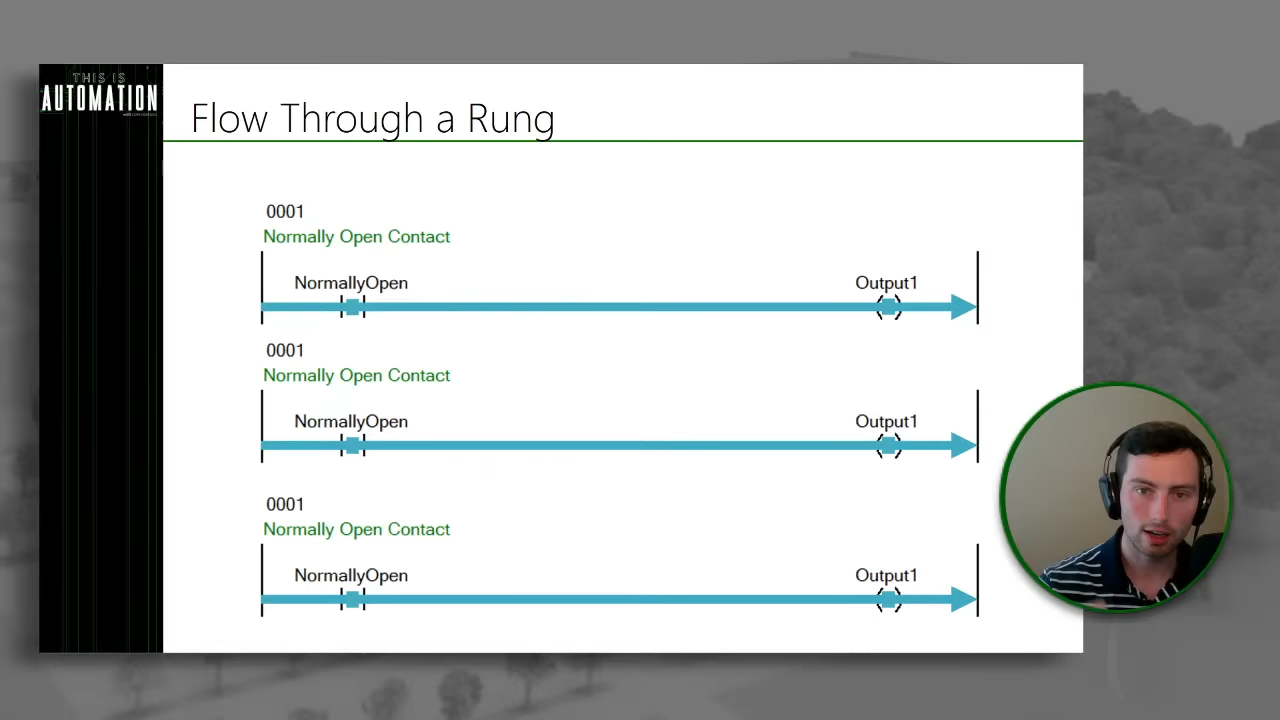 THIS IS
AUTOMATION
Flow Through a Rung
0001
Normally Open Contact
NormallyOpen
Output1
0001
Normally Open Contact
NormallyOpen
Output1
0001
Normally Open Contact
NormallyOpen
Output1